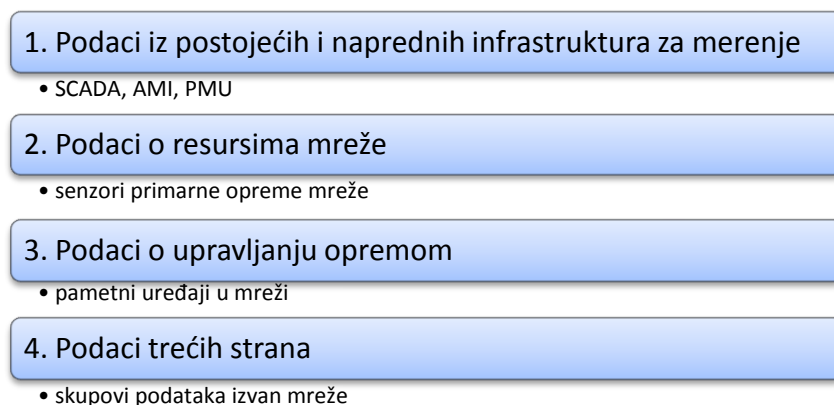 1. Podaci iz postojećih i naprednih infrastruktura za merenje
• SCADA, AMI, PMU
2. Podaci o resursima mreže
• senzori primarne opreme mreže
3. Podaci o upravljanju opremom
• pametni uređaji u mreži
4. Podaci trećih strana
• skupovi podataka izvan mreže